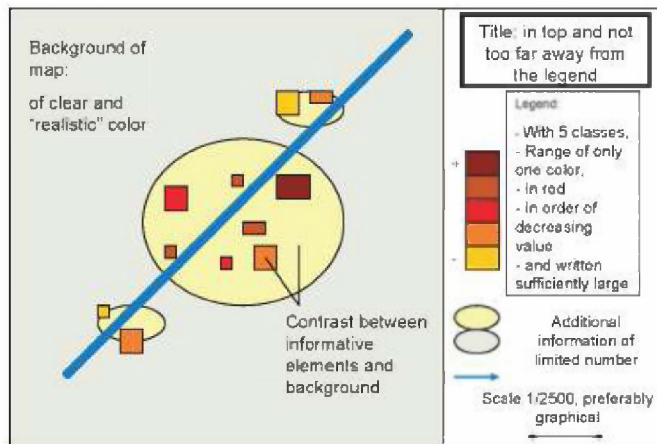 Background of
map:
of clear and
"realistic" color
Contrast between
informative
elements and
background
Title: in top and not
too far away from
the legend
Legend
- With 5 classes,
- Range of only
one color,
- in red
- in order of
decreasing
value
- and written
sufficiently large
+
-
Additional
information of
limited number
Scale 1/2500, preferably
graphical